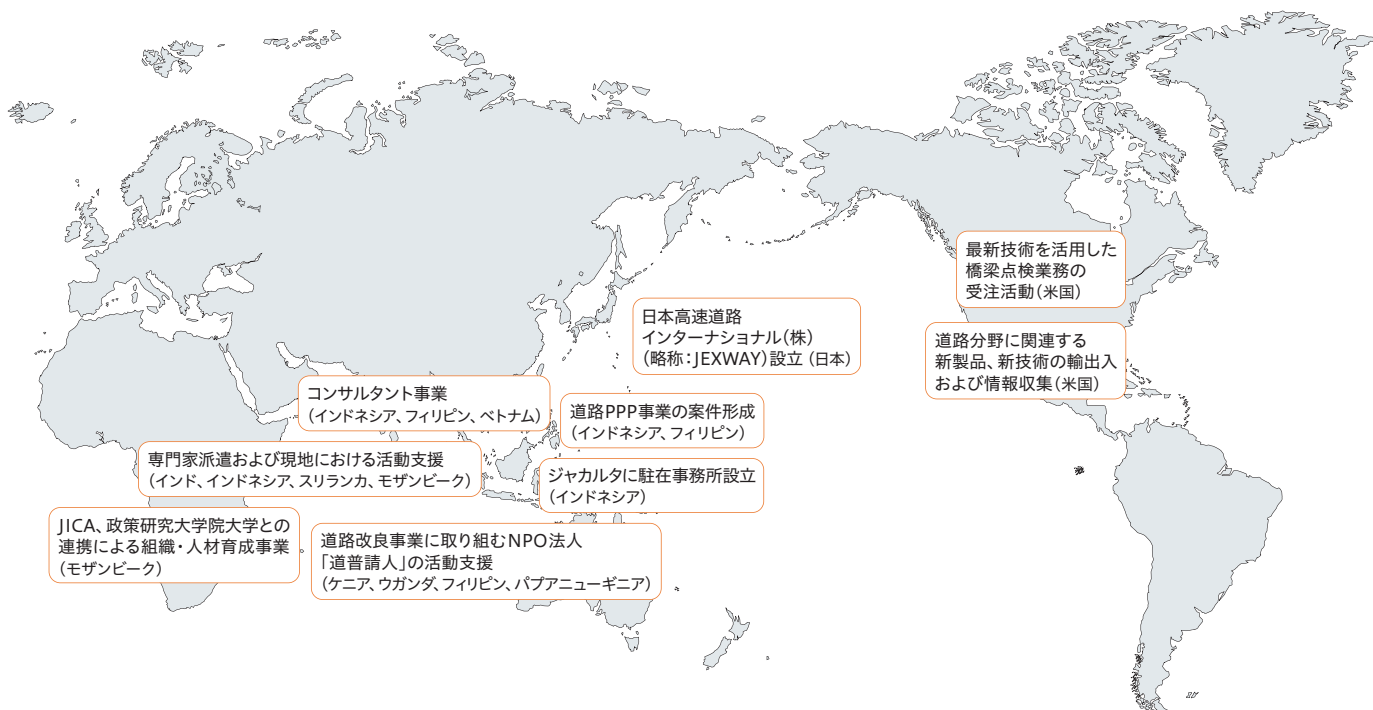 最新技術を活用した
橋梁点検業務の
受注活動(米国)
日本高速道路
インターナショナル(株)
(略称:JEXWAY)設立(日本)
道路分野に関連する
新製品、新技術の輸出入
および情報収集(米国)
コンサルタント事業
(インドネシア、フィリピン、ベトナム)
道路PPP事業の案件形成
(インドネシア、フィリピン)
専門家派遣および現地における活動支援
(インド、インドネシア、スリランカ、モザンビーク)
ジャカルタに駐在事務所設立
(インドネシア)
JICA、政策研究大学院大学との
連携による組織・人材育成事業
(モザンビーク)
。
道路改良事業に取り組むNPO法人
「道普請人」の活動支援
(ケニア、ウガンダ、フィリピン、パプアニューギニア)